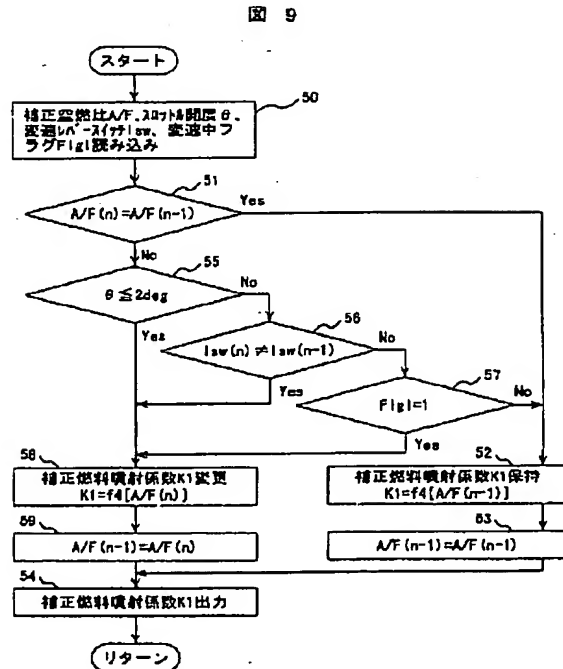 図 9
スタート
50
補正空燃比A/F、スロットル開度θ、
変速レバースイッチlsw、変速中フ
ラグFlgl読み込み
51
A/F(n)=A/F(n-1)
Yes
No
55
θ≦2deg
No
Yes
56
lsw(n)≠lsw(n-1)
No
Yes
57
Flgl=1
No
Yes
58
補正燃料噴射係数K1変更
K1=f4[A/F(n)]
52
補正燃料噴射係数K1保持
K1=f4[A/F(n-1)]
59
A/F(n-1)=A/F(n)
53
A/F(n-1)=A/F(n-1)
54
補正燃料噴射係数K1出力
リターン